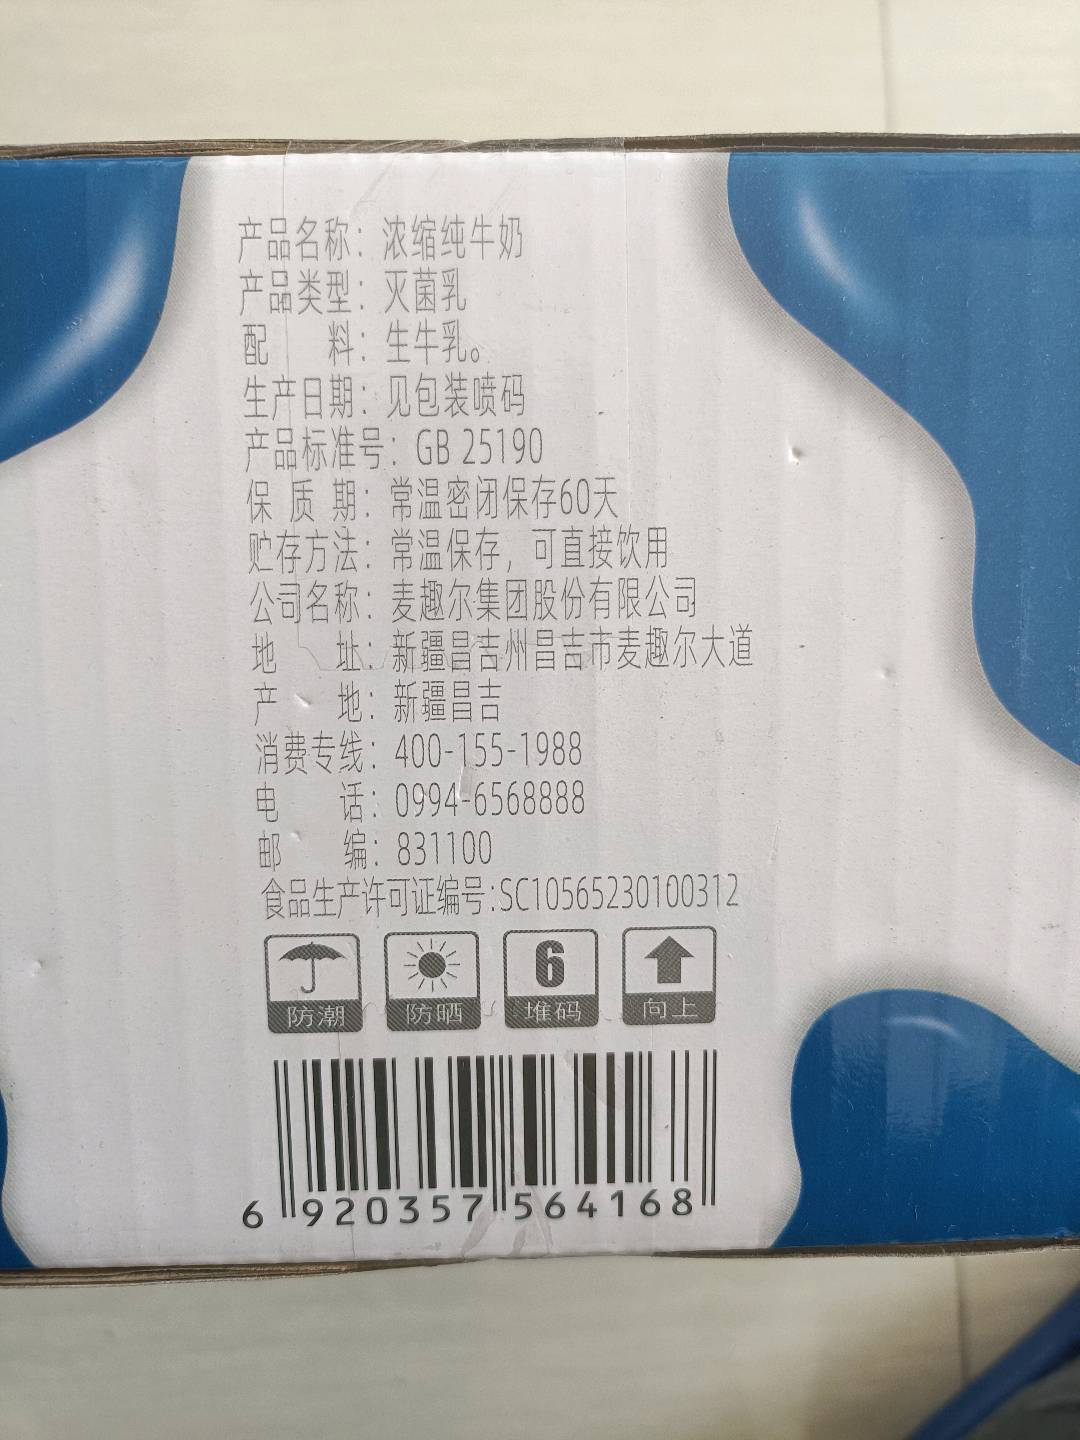 产品名称：浓缩纯牛奶
产品类型：灭菌乳
配 料：生牛乳。
生产日期：见包装喷码
产品标准号：GB 25190
保质期：常温密闭保存60天
贮存方法：常温保存，可直接饮用
公司名称：麦趣尔集团股份有限公司
地 址：新疆昌吉州昌吉市麦趣尔大道
产 地：新疆昌吉
消费专线：400-155-1988
电 话：0994-6568888
邮 编：831100
食品生产许可证编号:SC10565230100312
6
防潮 防晒 堆码 向上
6 920357 564168